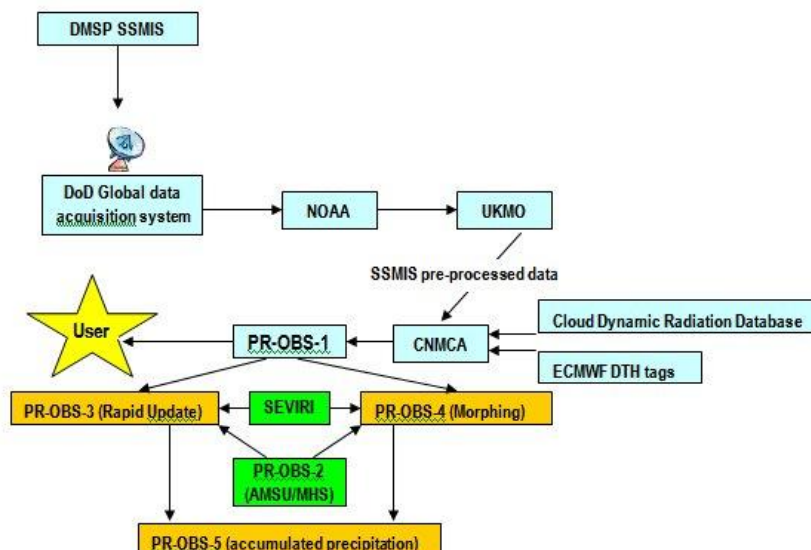 DMSP SSMIS
DoD Global data
acquisition system
NOAA
UKMO
SSMIS pre-processed data
User
PR-OBS-1
CNMCA
Cloud Dynamic Radiation Database
ECMWF DTH tags
PR-OBS-3 (Rapid Update)
SEVIRI
PR-OBS-4 (Morphing)
PR-OBS-2
(AMSU/MHS)
PR-OBS-5 (accumulated precipitation)